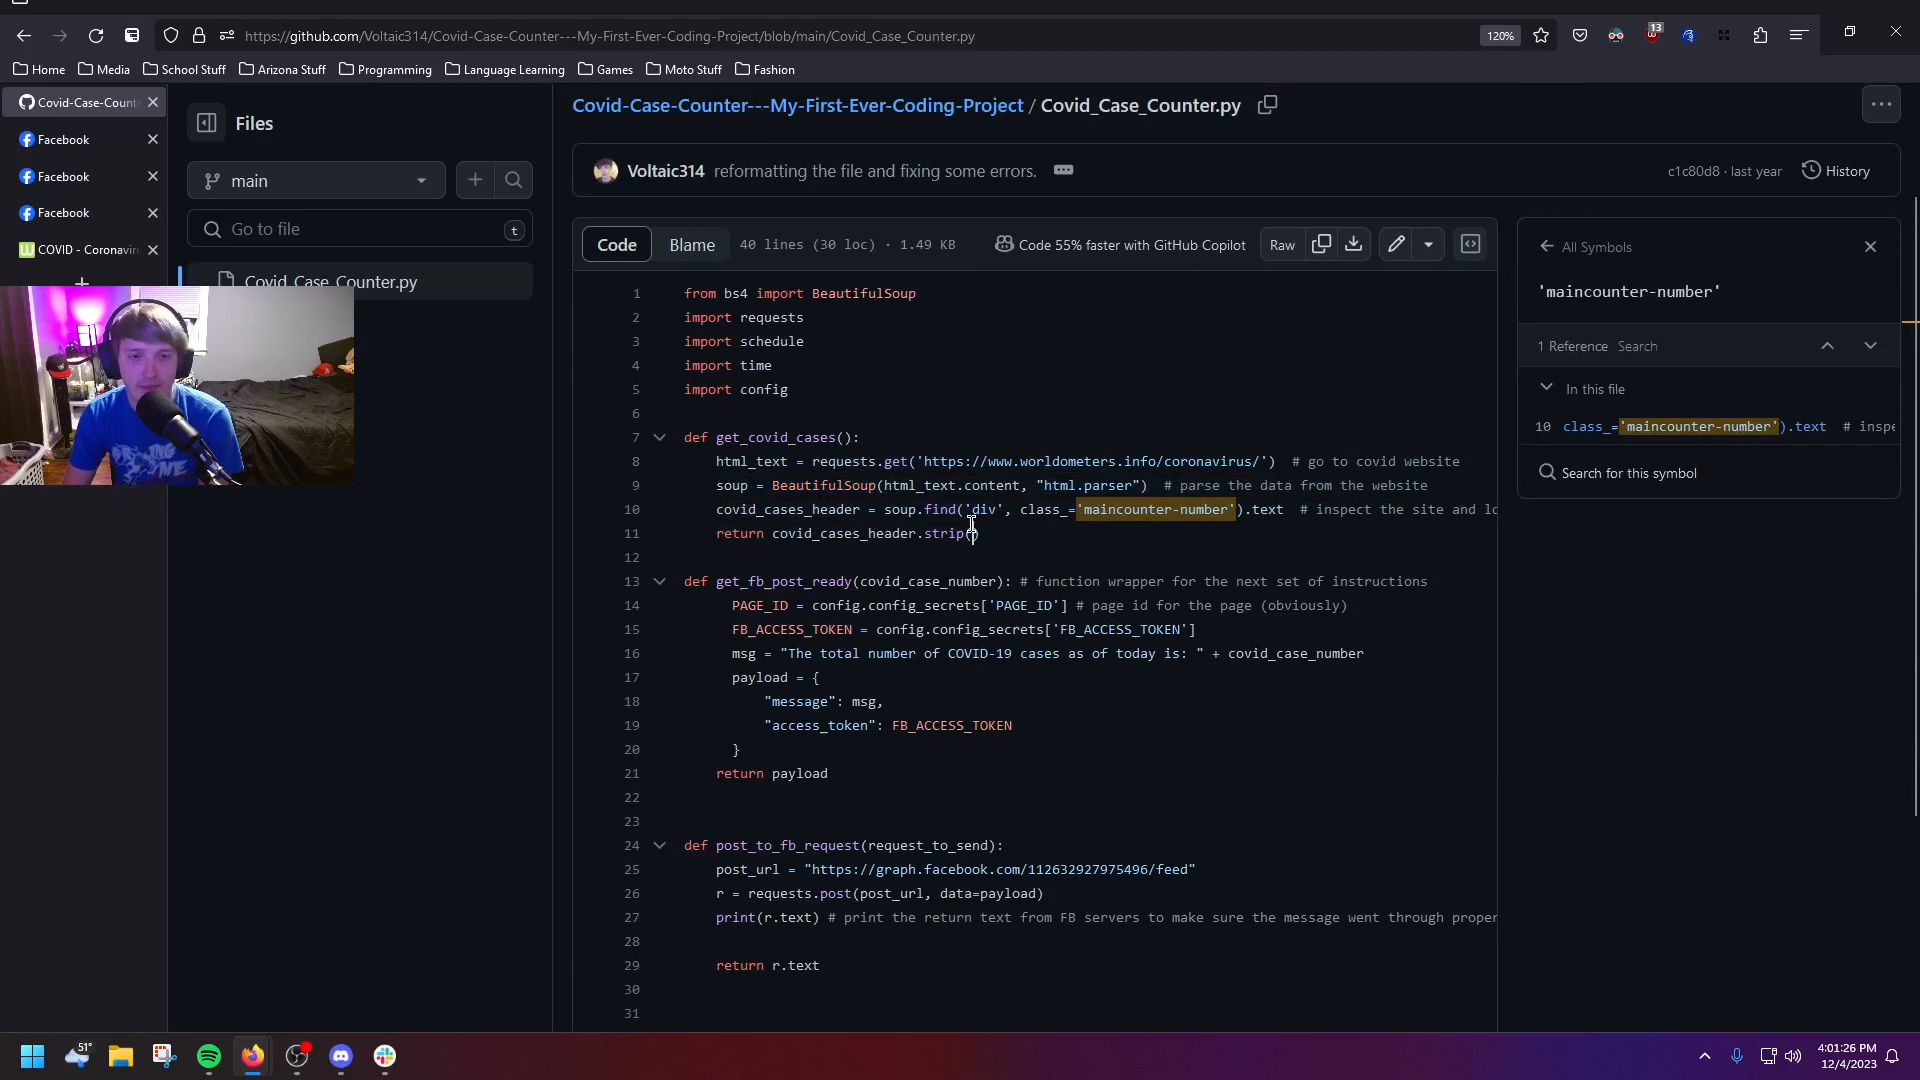 https://github.com/Voltaic314/Covid-Case-Counter---My-First-Ever-Coding-Project/blob/main/Covid_Case_Counter.py
120%
13
Home
Media
School Stuff
Arizona Stuff
Programming
Language Learning
Games
Moto Stuff
Fashion
Covid-Case-Count
Facebook
Facebook
Facebook
COVID - Coronaviru
Files
main
Go to file
t
Covid_Case_Counter.py
Covid-Case-Counter---My-First-Ever-Coding-Project / Covid_Case_Counter.py
Voltaic314 reformatting the file and fixing some errors.
c1c80d8 · last year
History
Code
Blame
40 lines (30 loc) · 1.49 KB
Code 55% faster with GitHub Copilot
Raw
1 from bs4 import BeautifulSoup
2 import requests
3 import schedule
4 import time
5 import config
6
7 def get_covid_cases():
8 html_text = requests.get('https://www.worldometers.info/coronavirus/') # go to covid website
9 soup = BeautifulSoup(html_text.content, "html.parser") # parse the data from the website
10 covid_cases_header = soup.find('div', class_='maincounter-number').text # inspect the site and lo
11 return covid_cases_header.strip()
12
13 def get_fb_post_ready(covid_case_number): # function wrapper for the next set of instructions
14 PAGE_ID = config.config_secrets['PAGE_ID'] # page id for the page (obviously)
15 FB_ACCESS_TOKEN = config.config_secrets['FB_ACCESS_TOKEN']
16 msg = "The total number of COVID-19 cases as of today is: " + covid_case_number
17 payload = {
18 "message": msg,
19 "access_token": FB_ACCESS_TOKEN
20 }
21 return payload
22
23
24 def post_to_fb_request(request_to_send):
25 post_url = "https://graph.facebook.com/112632927975496/feed"
26 r = requests.post(post_url, data=payload)
27 print(r.text) # print the return text from FB servers to make sure the message went through proper
28
29 return r.text
30
31
All Symbols
'maincounter-number'
1 Reference Search
In this file
10 class_='maincounter-number').text # inspe
Search for this symbol
51°
4:01:26 PM
12/4/2023